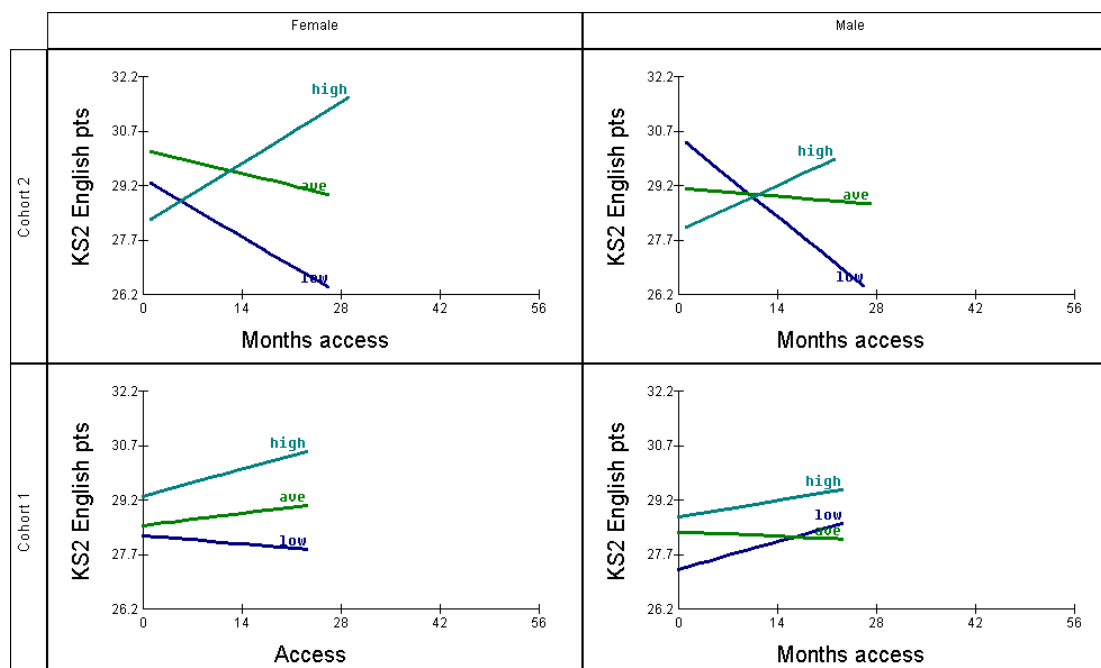 Female
Male
Cohort 2
KS2 English pts
32.2
30.7
29.2
27.7
26.2
high
ave
low
0 14 28 42 56
Months access
KS2 English pts
32.2
30.7
29.2
27.7
26.2
high
ave
low
0 14 28 42 56
Months access
Cohort 1
KS2 English pts
32.2
30.7
29.2
27.7
26.2
high
ave
low
0 14 28 42 56
Access
KS2 English pts
32.2
30.7
29.2
27.7
26.2
high
low
ave
0 14 28 42 56
Months access